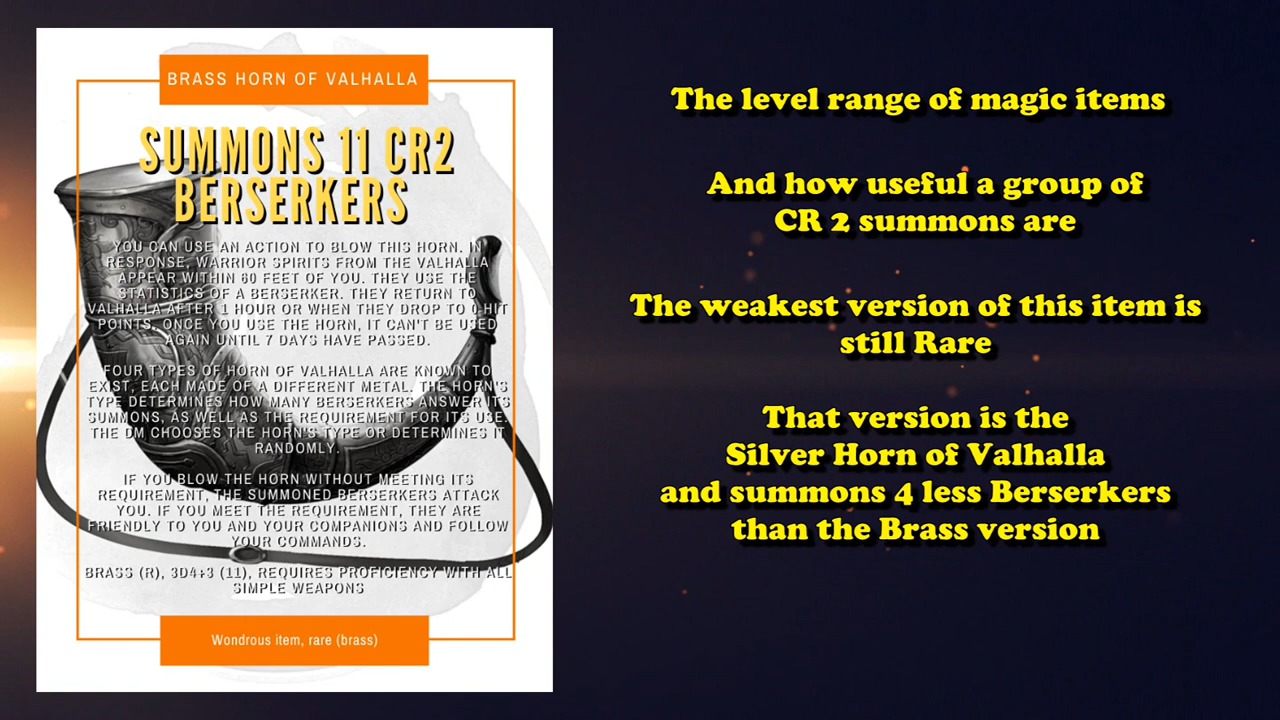 BRASS HORN OF VALHALLA
SUMMONS 11 CR2
BERSERKERS
YOU CAN USE AN ACTION TO BLOW THIS HORN. IN
RESPONSE, WARRIOR SPIRITS FROM THE VALHALLA
APPEAR WITHIN 60 FEET OF YOU. THEY USE THE
STATISTICS OF A BERSERKER. THEY RETURN TO
VALHALLA AFTER 1 HOUR OR WHEN THEY DROP TO 0 HIT
POINTS. ONCE YOU USE THE HORN, IT CAN'T BE USED
AGAIN UNTIL 7 DAYS HAVE PASSED.
FOUR TYPES OF HORN OF VALHALLA ARE KNOWN TO
EXIST, EACH MADE OF A DIFFERENT METAL. THE HORN'S
TYPE DETERMINES HOW MANY BERSERKERS ANSWER ITS
SUMMONS, AS WELL AS THE REQUIREMENT FOR ITS USE.
THE DM CHOOSES THE HORN'S TYPE OR DETERMINES IT
RANDOMLY.
IF YOU BLOW THE HORN WITHOUT MEETING ITS
REQUIREMENT, THE SUMMONED BERSERKERS ATTACK
YOU. IF YOU MEET THE REQUIREMENT, THEY ARE
FRIENDLY TO YOU AND YOUR COMPANIONS AND FOLLOW
YOUR COMMANDS.
BRASS (R), 3D4+3 (11), REQUIRES PROFICIENCY WITH ALL
SIMPLE WEAPONS
Wondrous item, rare (brass)
The level range of magic items
And how useful a group of
CR 2 summons are
The weakest version of this item is
still Rare
That version is the
Silver Horn of Valhalla
and summons 4 less Berserkers
than the Brass version